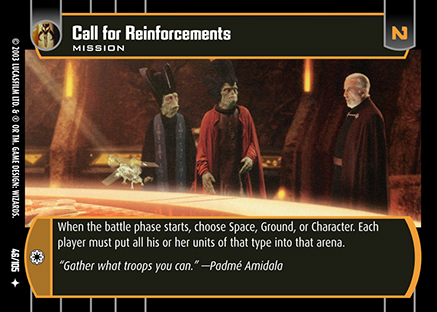 Call for Reinforcements
N
MISSION
When the battle phase starts, choose Space, Ground, or Character. Each
player must put all his or her units of that type into that arena.
“Gather what troops you can.” —Padmé Amidala
© 2003 LUCASFILM LTD. & ® OR TM. GAME DESIGN: WIZARDS.
46/105